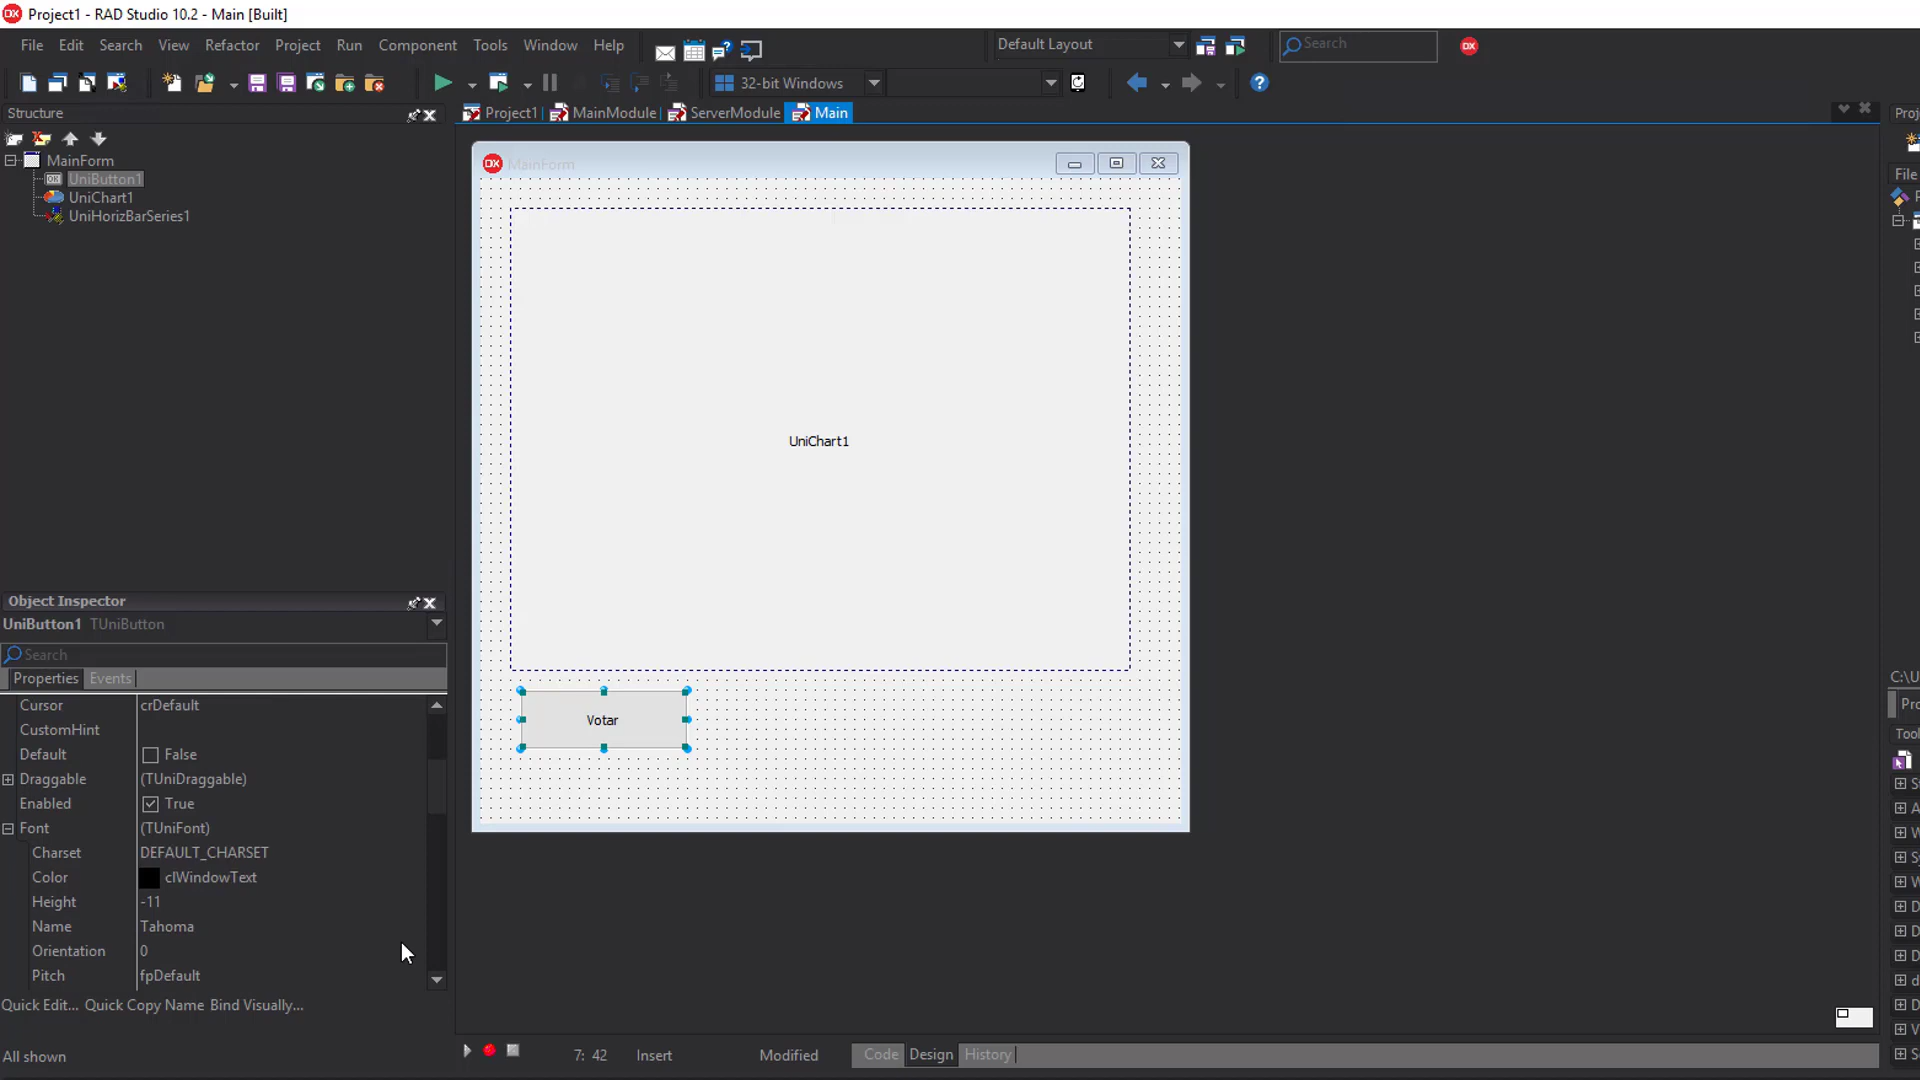 Project1 - RAD Studio 10.2 - Main [Built]
File Edit Search View Refactor Project Run Component Tools Window Help
Default Layout
Search
32-bit Windows
Structure
Project1 MainModule ServerModule Main
MainForm
UniButton1
UniChart1
UniHorizBarSeries1
MainForm
UniChart1
Votar
Object Inspector
UniButton1 TUniButton
Search
Properties Events
Cursor crDefault
CustomHint
Default False
Draggable (TUniDraggable)
Enabled True
Font (TUniFont)
Charset DEFAULT_CHARSET
Color clWindowText
Height -11
Name Tahoma
Orientation 0
Pitch fpDefault
Quick Edit... Quick Copy Name Bind Visually...
All shown
7: 42 Insert Modified Code Design History
Proj
File
C:\U
Pro
Tool